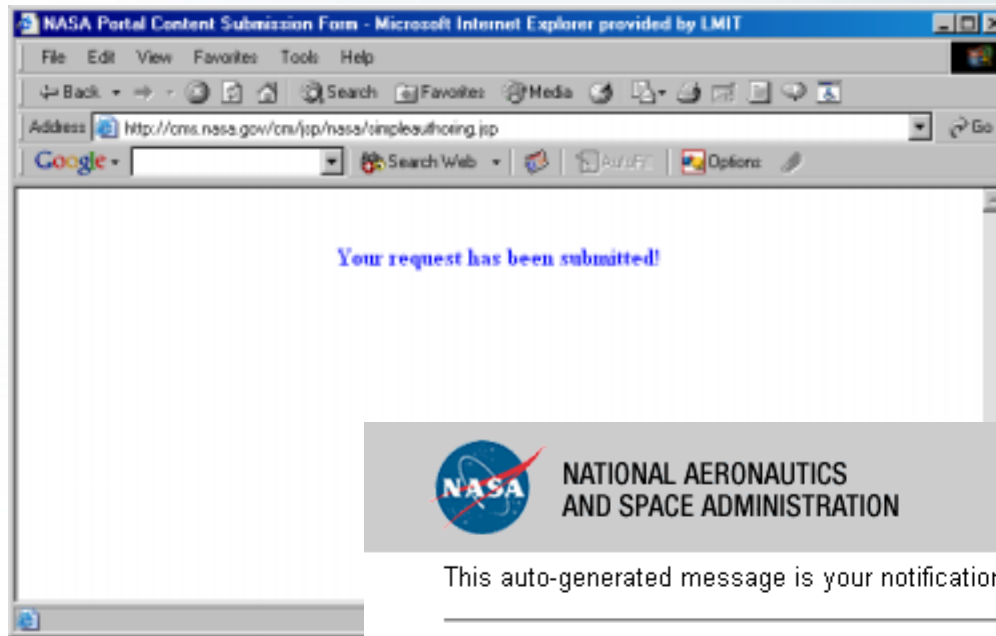 NASA Portal Content Submission Form - Microsoft Internet Explorer provided by LMIT
File Edit View Favorites Tools Help
Back Search Favorites Media
Address http://cms.nasa.gov/cm/jsp/nasa/simpleauthoring.jsp Go
Google Search Web AutoFill Options
Your request has been submitted!
NASA
NATIONAL AERONAUTICS
AND SPACE ADMINISTRATION
This auto-generated message is your notification